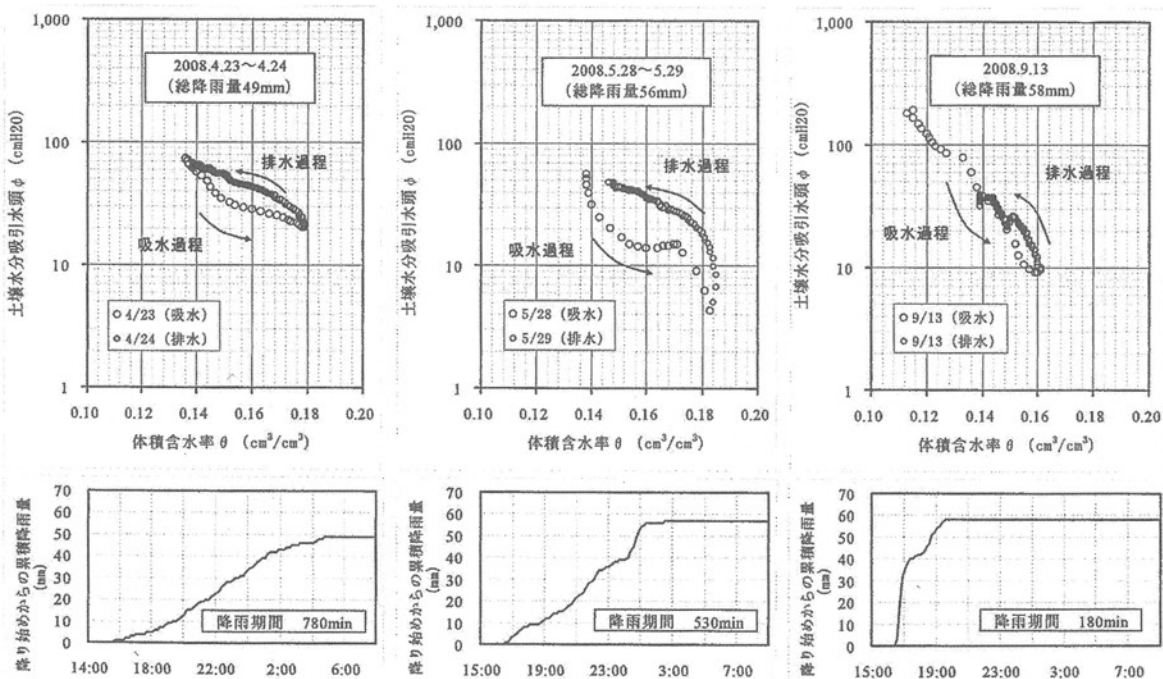 1,000
100
10
1
土壌水分吸引水頭 φ (cmH20)
2008.4.23～4.24
(総降雨量49mm)
排水過程
吸水過程
4/23 (吸水)
4/24 (排水)
0.10 0.12 0.14 0.16 0.18 0.20
体積含水率 θ (cm³/cm³)
1,000
100
10
1
土壌水分吸引水頭 φ (cmH20)
2008.5.28～5.29
(総降雨量56mm)
排水過程
吸水過程
5/28 (吸水)
5/29 (排水)
0.10 0.12 0.14 0.16 0.18 0.20
体積含水率 θ (cm³/cm³)
1,000
100
10
1
土壌水分吸引水頭 φ (cmH20)
2008.9.13
(総降雨量58mm)
排水過程
吸水過程
9/13 (吸水)
9/13 (排水)
0.10 0.12 0.14 0.16 0.18 0.20
体積含水率 θ (cm³/cm³)
降り始めからの累積降雨量
(mm)
70
60
50
40
30
20
10
0
降雨期間 780min
14:00 18:00 22:00 2:00 6:00
降り始めからの累積降雨量
(mm)
70
60
50
40
30
20
10
0
降雨期間 530min
15:00 19:00 23:00 3:00 7:00
降り始めからの累積降雨量
(mm)
70
60
50
40
30
20
10
0
降雨期間 180min
15:00 19:00 23:00 3:00 7:00